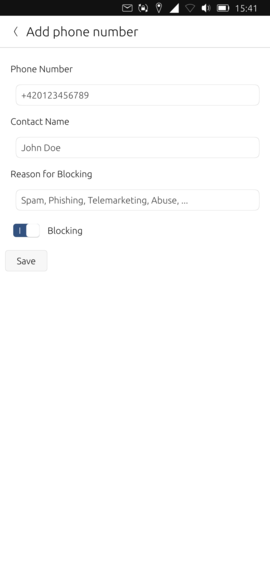 15:41
Add phone number
Phone Number
+420123456789
Contact Name
John Doe
Reason for Blocking
Spam, Phishing, Telemarketing, Abuse, ...
Blocking
Save